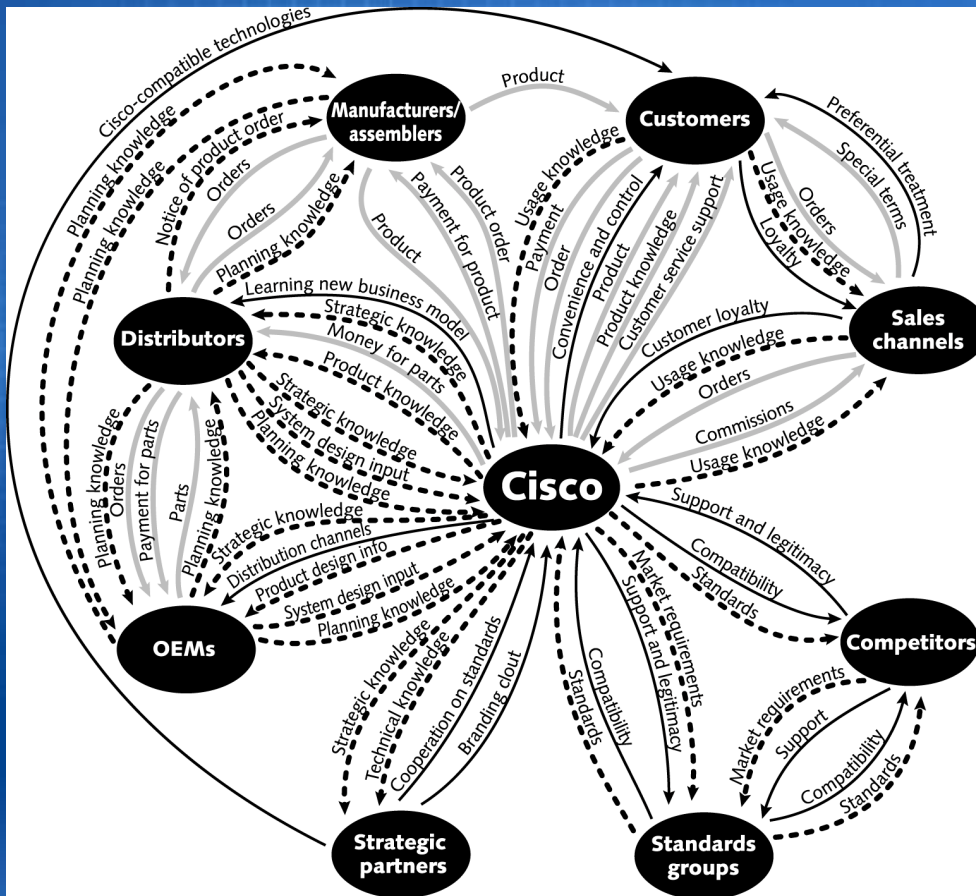 Cisco-compatible technologies
Planning knowledge
Planning knowledge
Notice of product order
Manufacturers/
assemblers
Product
Customers
Preferential treatment
Special terms
Orders
Usage knowledge
Loyalty
Orders
Orders
Planning knowledge
Product
Payment for product
Product order
Usage knowledge
Payment
Order
Convenience and control
Product
Product knowledge
Customer service support
Distributors
Learning new business model
Strategic knowledge
Money for parts
Product knowledge
Strategic knowledge
System design input
Planning knowledge
Customer loyalty
Usage knowledge
Orders
Commissions
Usage knowledge
Sales
channels
Cisco
Planning knowledge
Orders
Payment for parts
Parts
Planning knowledge
Strategic knowledge
Distribution channels
Product design info
System design input
Planning knowledge
OEMs
Support and legitimacy
Compatibility
Standards
Competitors
Strategic knowledge
Technical knowledge
Cooperation on standards
Branding clout
Standards
Compatibility
Support and legitimacy
Market requirements
Market requirements
Support
Compatibility
Standards
Strategic
partners
Standards
groups